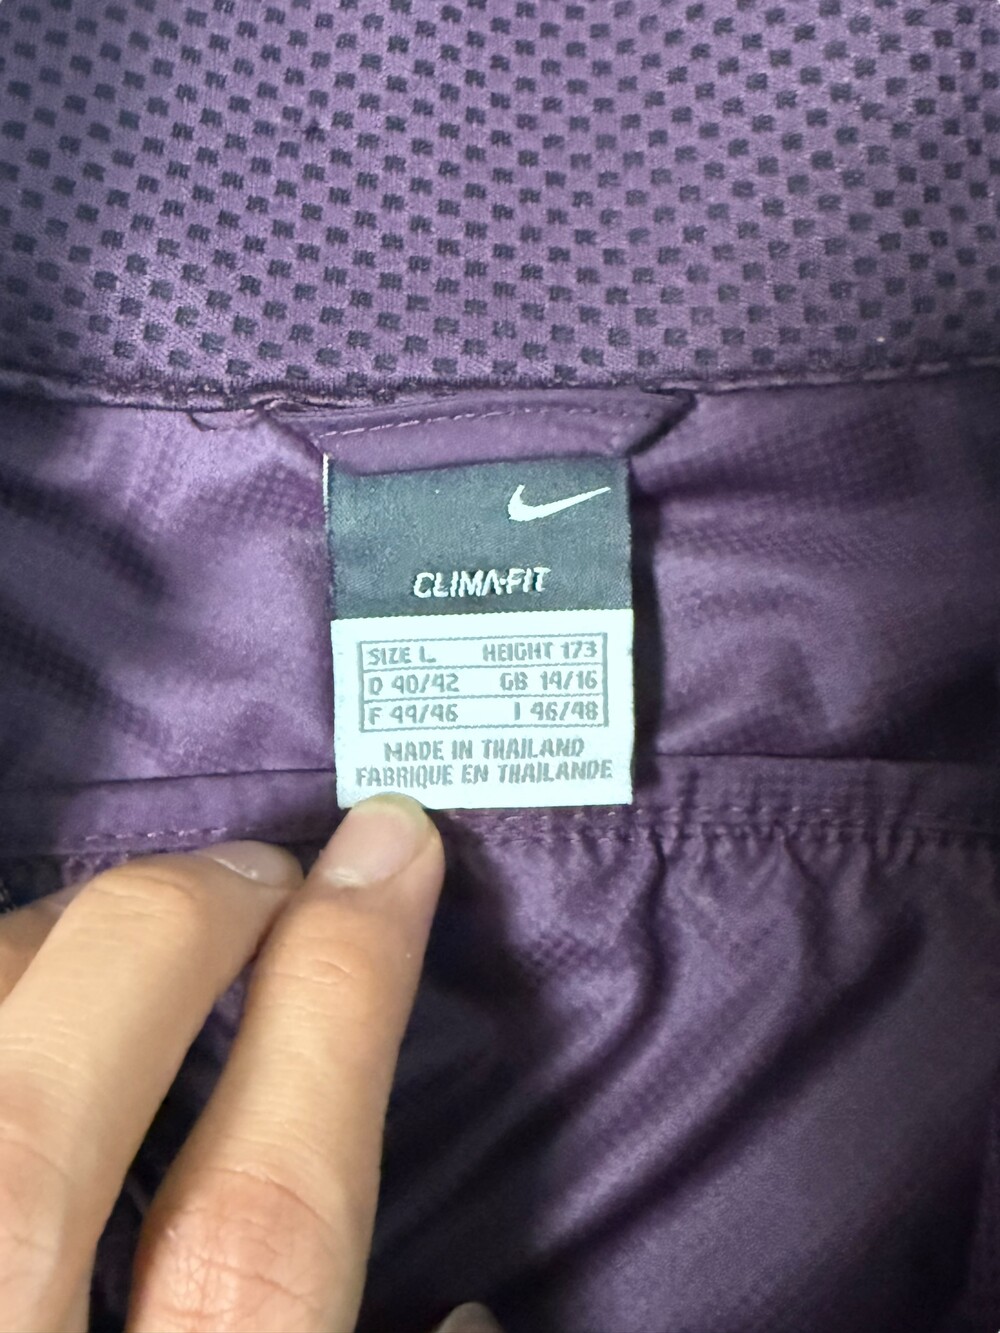 CLIMA-FIT
SIZE L HEIGHT 173
D 40/42 GB 14/16
F 44/46 I 46/48
MADE IN THAILAND
FABRIQUE EN THAILANDE